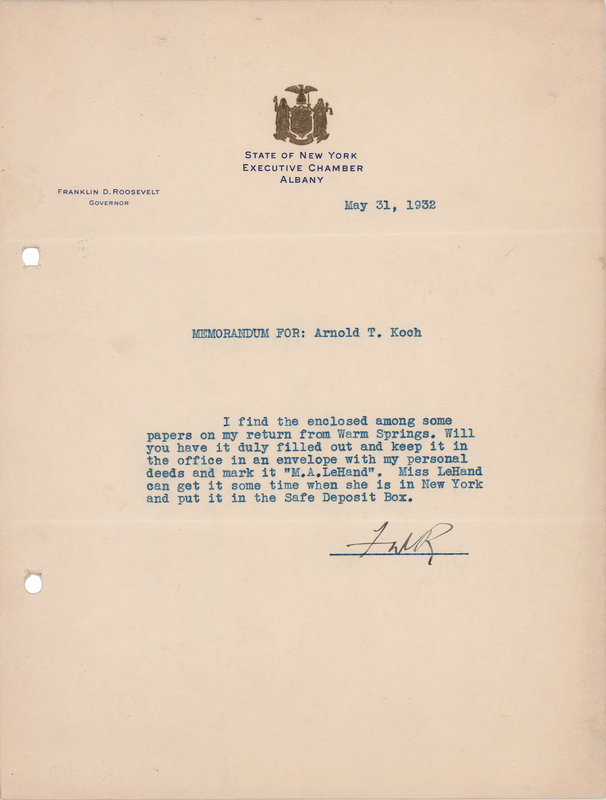 STATE OF NEW YORK
EXECUTIVE CHAMBER
ALBANY
FRANKLIN D. ROOSEVELT
GOVERNOR
May 31, 1932
MEMORANDUM FOR: Arnold T. Koch
I find the enclosed among some
papers on my return from Warm Springs. Will
you have it duly filled out and keep it in
the office in an envelope with my personal
deeds and mark it "M.A.LeHand". Miss LeHand
can get it some time when she is in New York
and put it in the Safe Deposit Box.
FDR